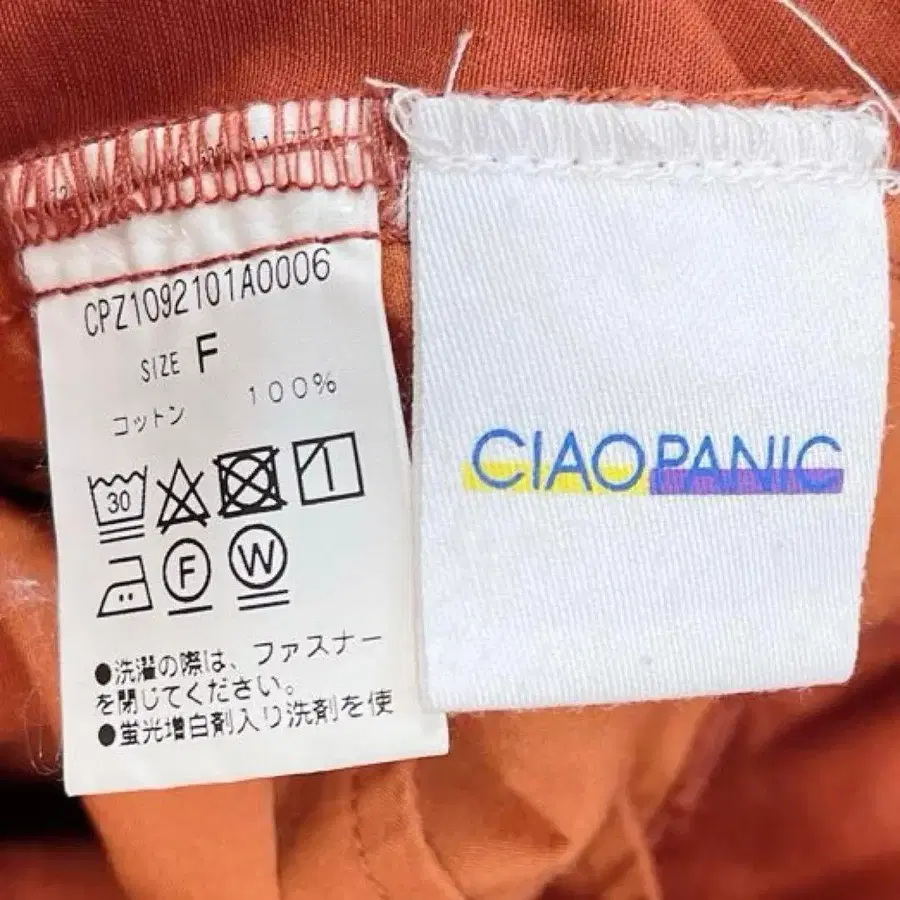 CPZ1092101A0006
SIZE F
コットン 100%
30
F W
●洗濯の際は、ファスナー
を閉じてください。
●蛍光増白剤入り洗剤を使
CIAOPANIC